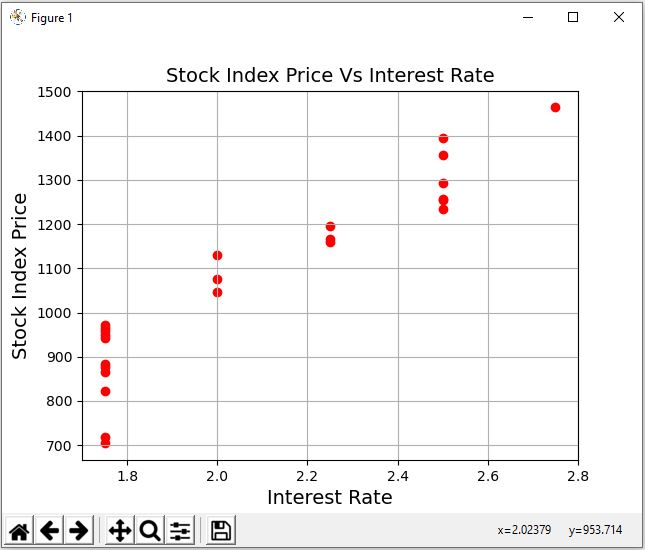 Figure 1
Stock Index Price Vs Interest Rate
1500
1400
1300
1200
1100
1000
900
800
700
Stock Index Price
1.8 2.0 2.2 2.4 2.6 2.8
Interest Rate
x=2.02379 y=953.714